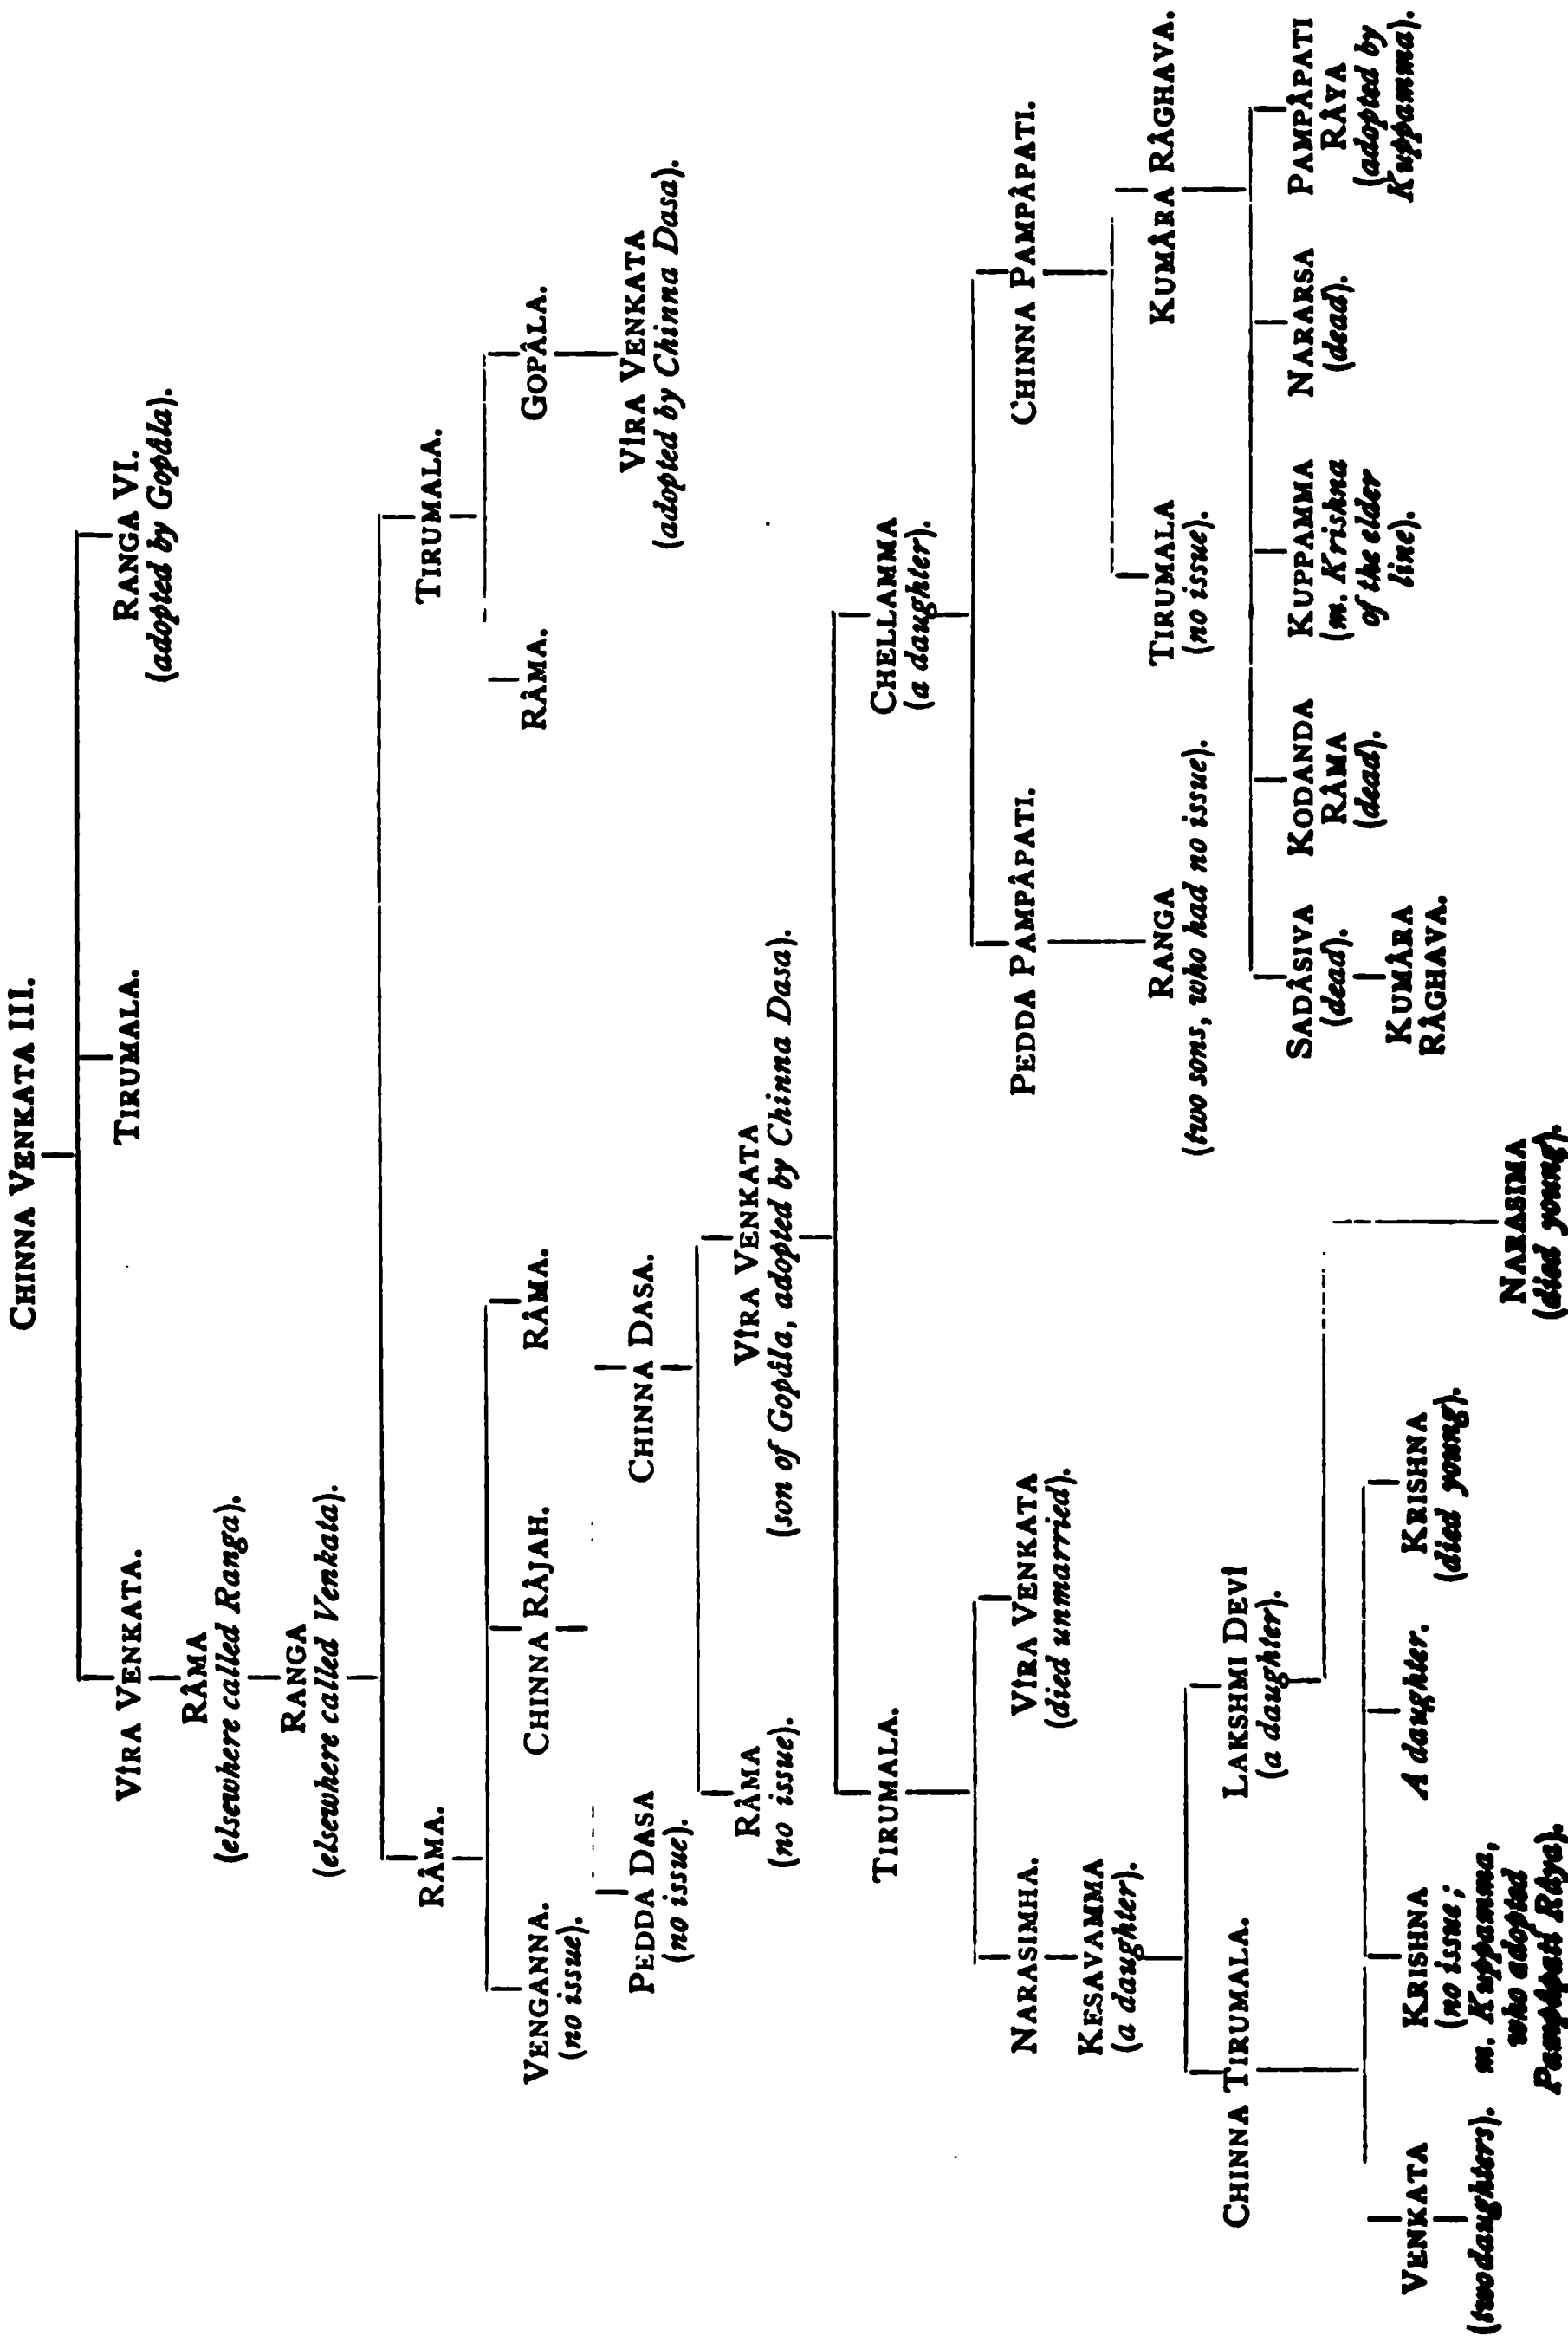 CHINNA VENKATA III.
VÎRA VENKATA.
TIRUMALA.
RANGA VI.
(adopted by Gopâla).
RÂMA
(elsewhere called Ranga).
RANGA
(elsewhere called Venkata).
RÂMA.
TIRUMALA.
VENGANNA.
(no issue).
CHINNA RÂJAH.
RÂMA.
RÂMA.
GOPÂLA.
PEDDA DASA
(no issue).
CHINNA DASA.
VÎRA VENKATA
(adopted by Chinna Dasa).
RÂMA
(no issue).
VÎRA VENKATA
(son of Gopâla, adopted by Chinna Dasa).
TIRUMALA.
CHELLAMMA
(a daughter).
NARASIMHA.
VÎRA VENKATA
(died unmarried).
PEDDA PAMPÂPATI.
CHINNA PAMPÂPATI.
KESAVAMMA
(a daughter).
RANGA
(two sons, who had no issue).
TIRUMALA
(no issue).
KUMÂRA RÂGHAVA.
CHINNA TIRUMALA.
LAKSHMI DEVÎ
(a daughter).
SADÂSIVA
(dead).
KODANDA
RÂMA
(dead).
KUPPAMMA
(m. Krishna
of the elder
line).
NARARSA
(dead).
PAMPÂPATI
RÂYA
(adopted by
Kuppamma).
KUMÂRA
RÂGHAVA.
VENKATA
(two daughters).
KRISHNA
(no issue;
m. Kuppamma,
who adopted
Pampâpati Râya).
A daughter.
KRISHNA
(died young).
NARASIMA
(died young).